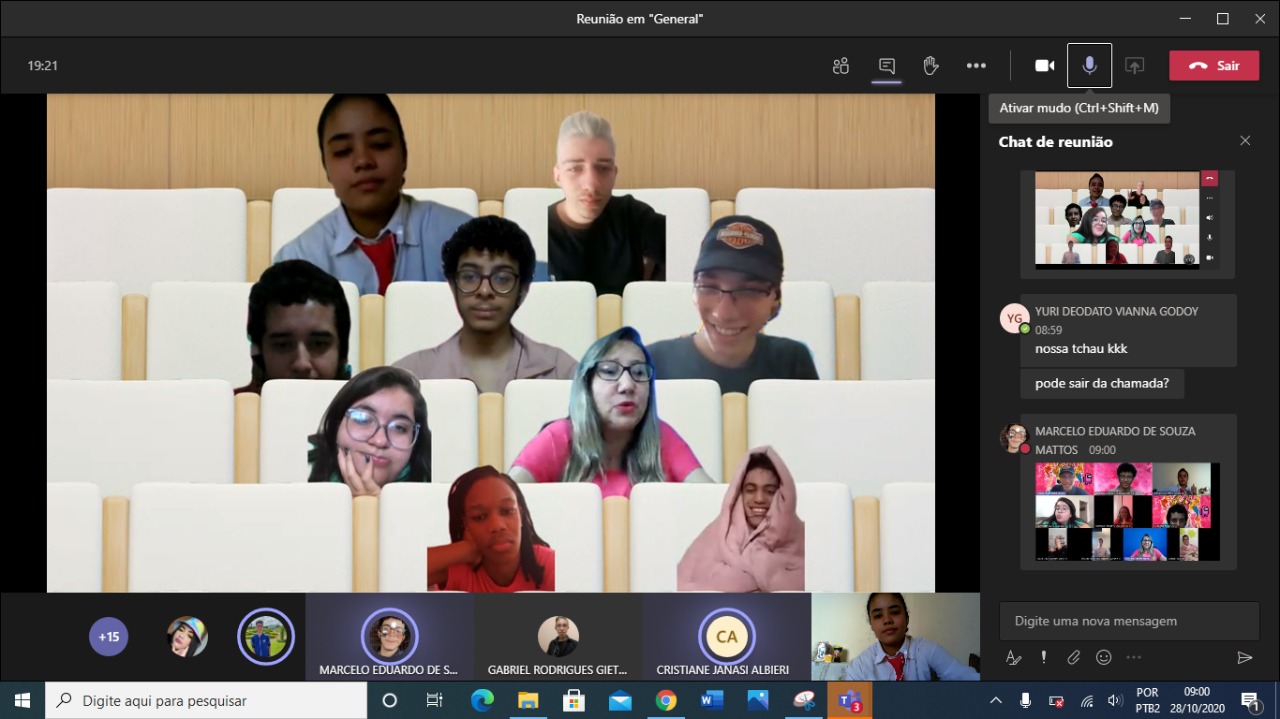 Reunião em "General"
19:21
Sair
Ativar mudo (Ctrl+Shift+M)
Chat de reunião
YG
YURI DEODATO VIANNA GODOY
08:59
nossa tchau kkk
pode sair da chamada?
MARCELO EDUARDO DE SOUZA
MATTOS 09:00
+15
CA
MARCELO EDUARDO DE S...
GABRIEL RODRIGUES GIET...
CRISTIANE JANASI ALBIERI
Digite uma nova mensagem
Digite aqui para pesquisar
3
POR
PTB2
09:00
28/10/2020
1